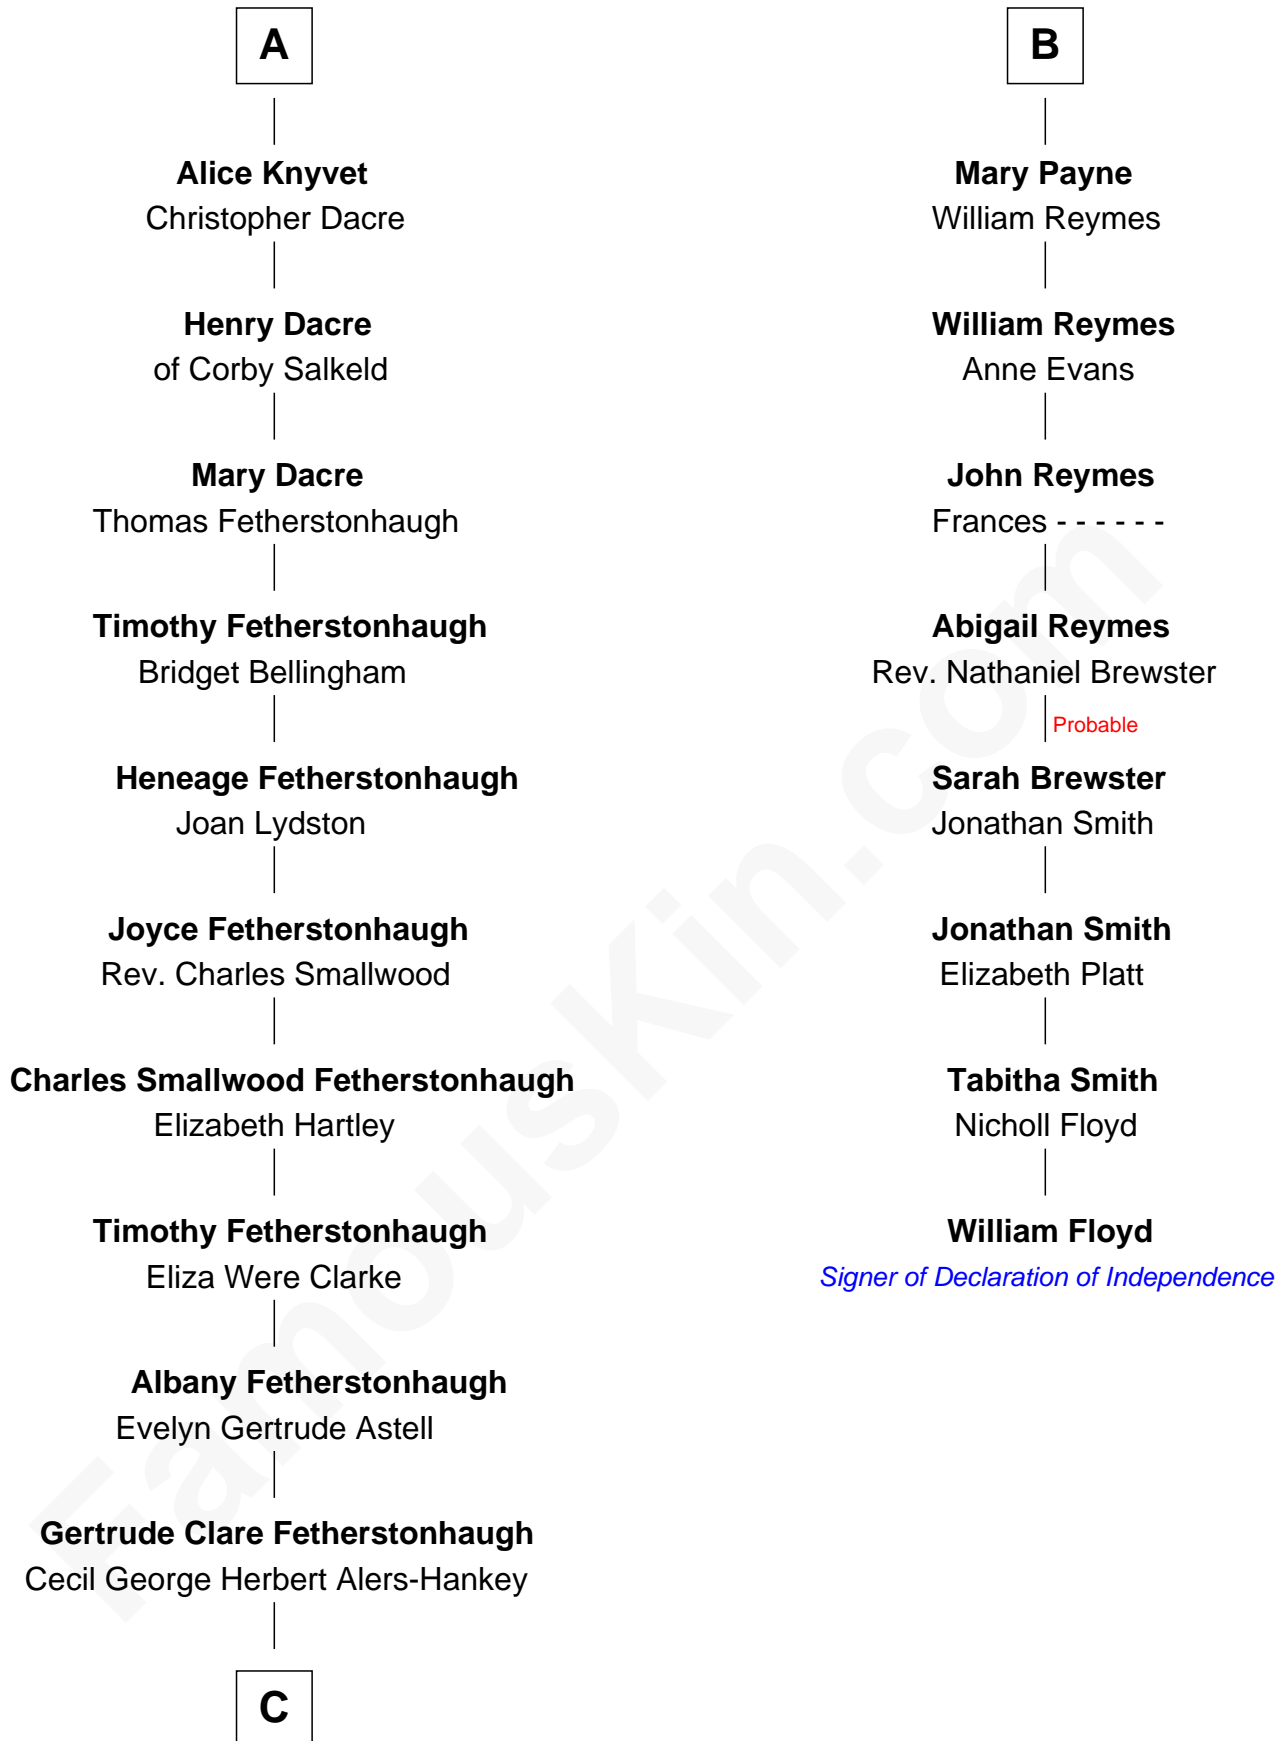 A
Alice Knyvet
Christopher Dacre
Henry Dacre
of Corby Salkeld
Mary Dacre
Thomas Fetherstonhaugh
Timothy Fetherstonhaugh
Bridget Bellingham
Heneage Fetherstonhaugh
Joan Lydston
Joyce Fetherstonhaugh
Rev. Charles Smallwood
Charles Smallwood Fetherstonhaugh
Elizabeth Hartley
Timothy Fetherstonhaugh
Eliza Were Clarke
Albany Fetherstonhaugh
Evelyn Gertrude Astell
Gertrude Clare Fetherstonhaugh
Cecil George Herbert Alers-Hankey
C
B
Mary Payne
William Reymes
William Reymes
Anne Evans
John Reymes
Frances - - - - - -
Abigail Reymes
Rev. Nathaniel Brewster
Probable
Sarah Brewster
Jonathan Smith
Jonathan Smith
Elizabeth Platt
Tabitha Smith
Nicholl Floyd
William Floyd
Signer of Declaration of Independence
FamousKin.com